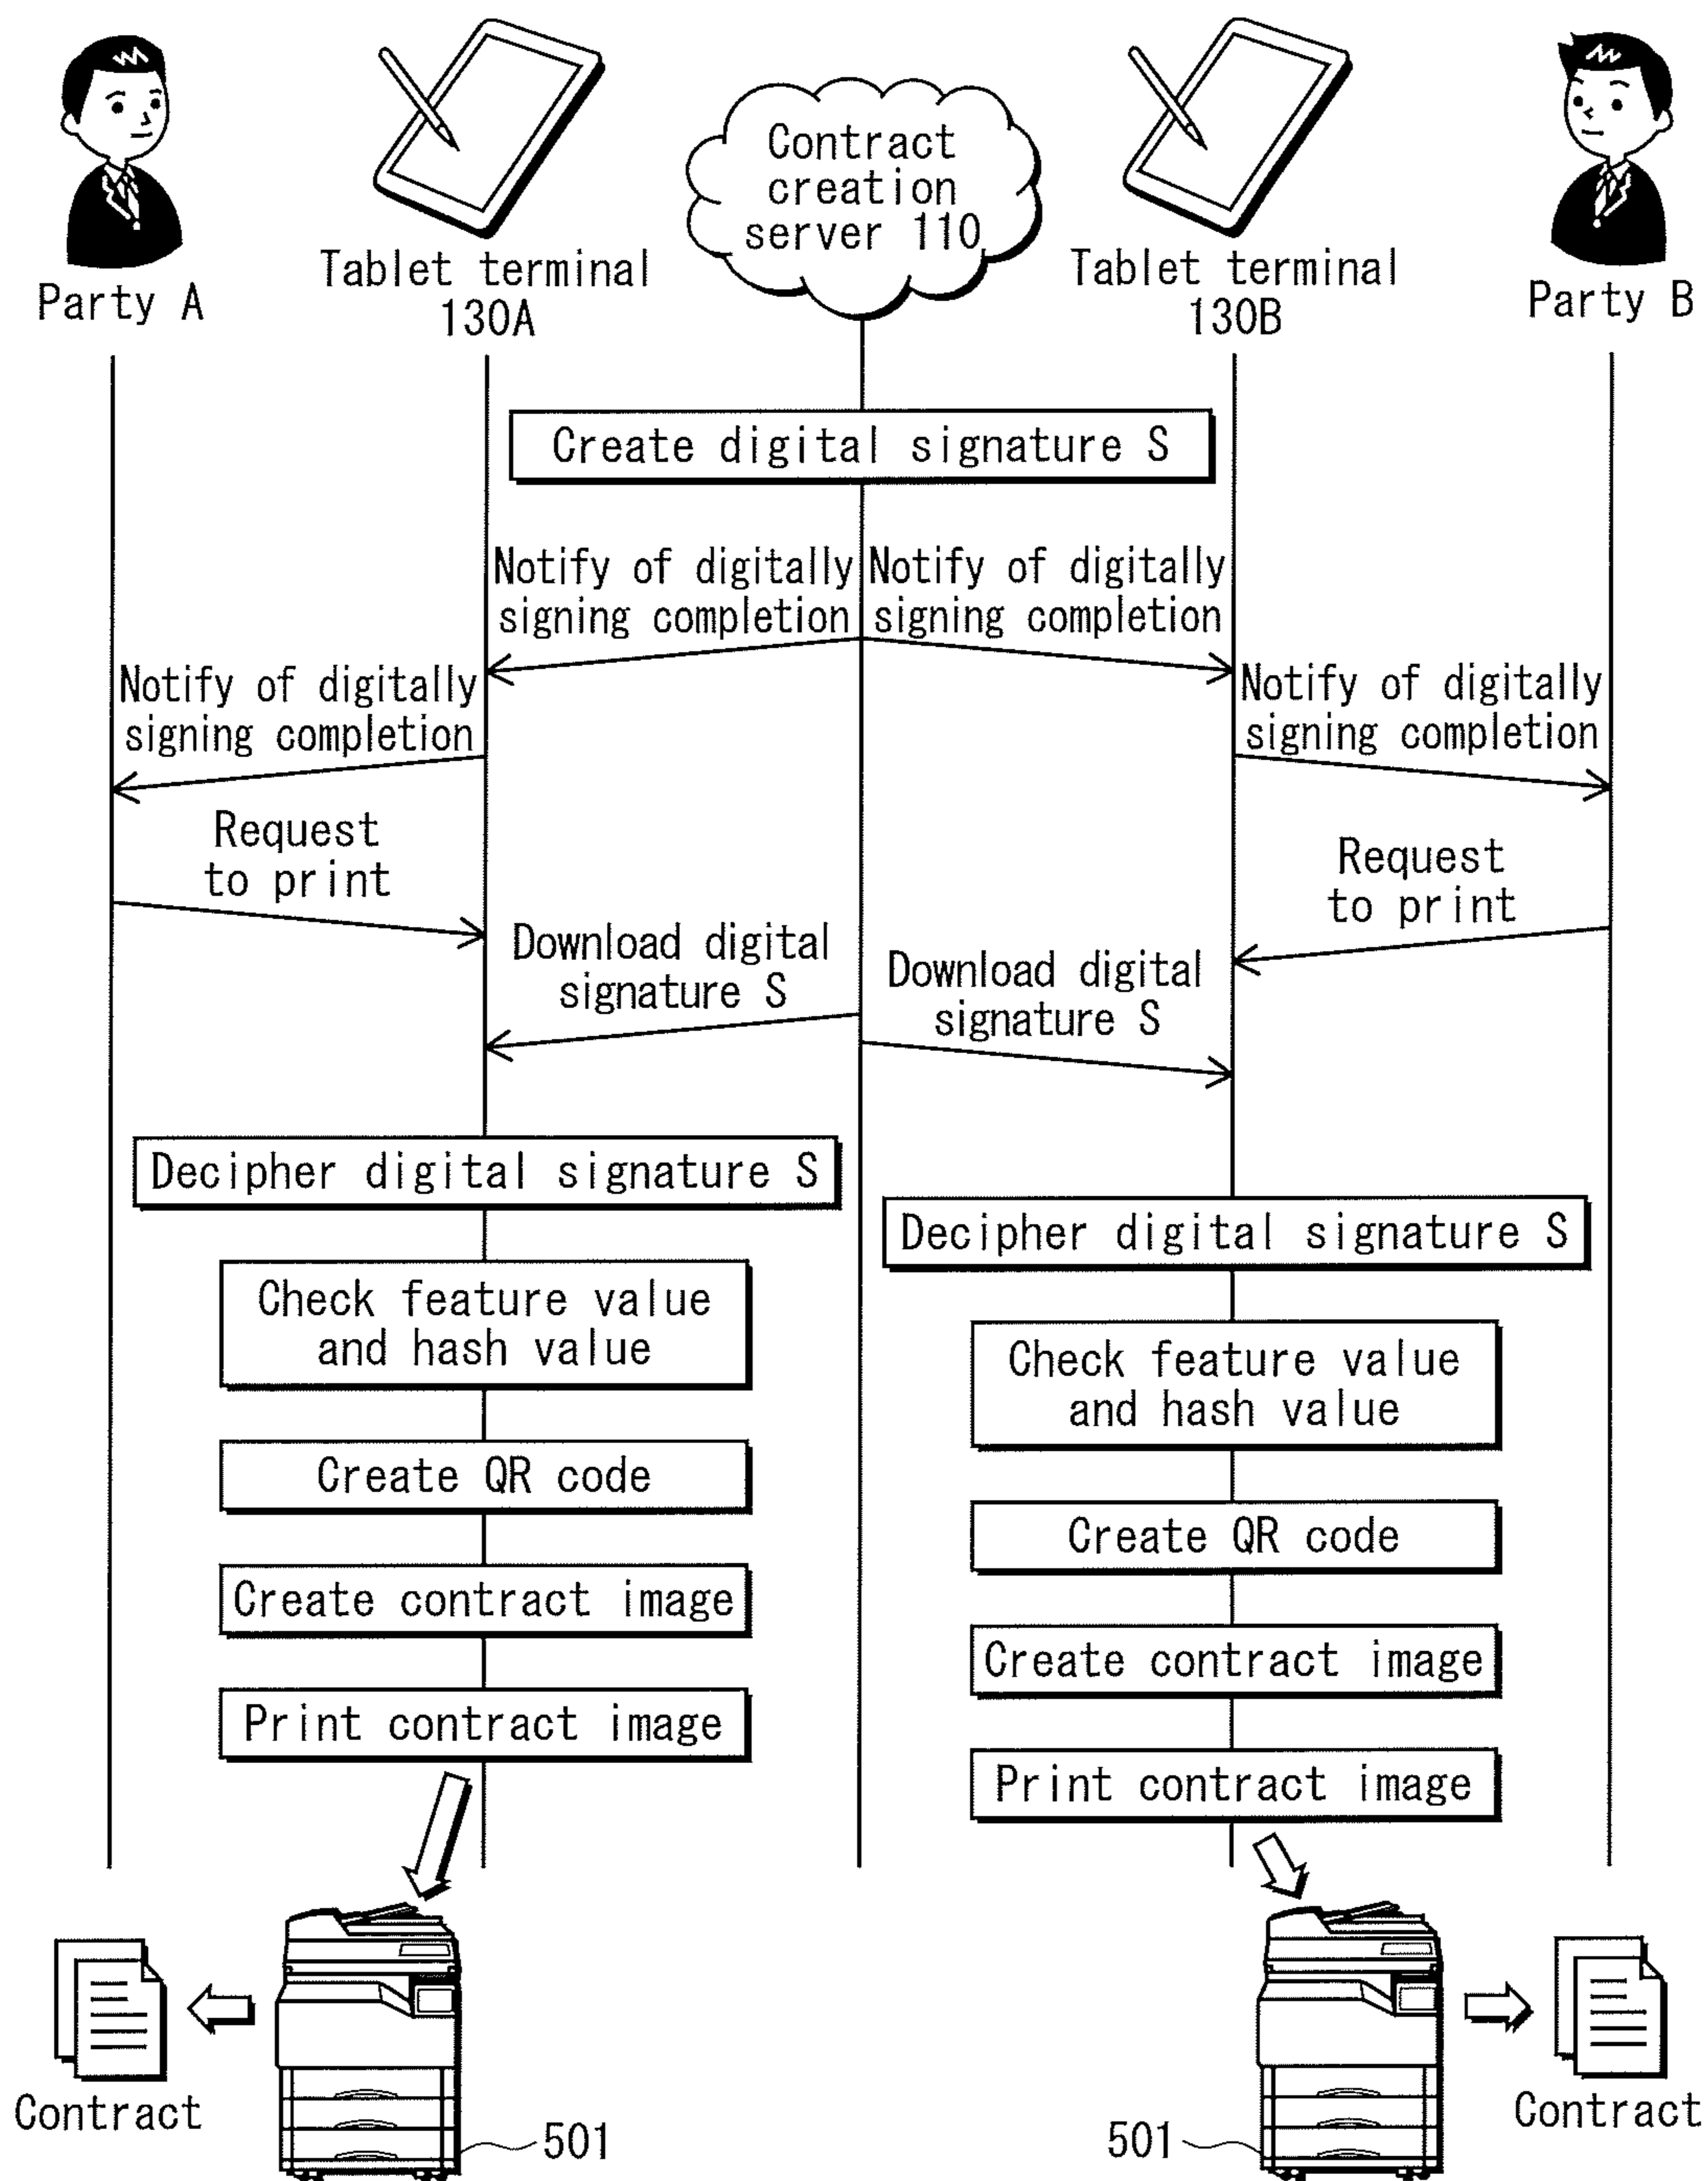 Contract
creation
server 110
Party A
Tablet terminal
130A
Tablet terminal
130B
Party B
Create digital signature S
Notify of digitally
signing completion
Notify of digitally
signing completion
Notify of digitally
signing completion
Notify of digitally
signing completion
Request
to print
Request
to print
Download digital
signature S
Download digital
signature S
Decipher digital signature S
Decipher digital signature S
Check feature value
and hash value
Check feature value
and hash value
Create QR code
Create QR code
Create contract image
Create contract image
Print contract image
Print contract image
Contract
501
501
Contract